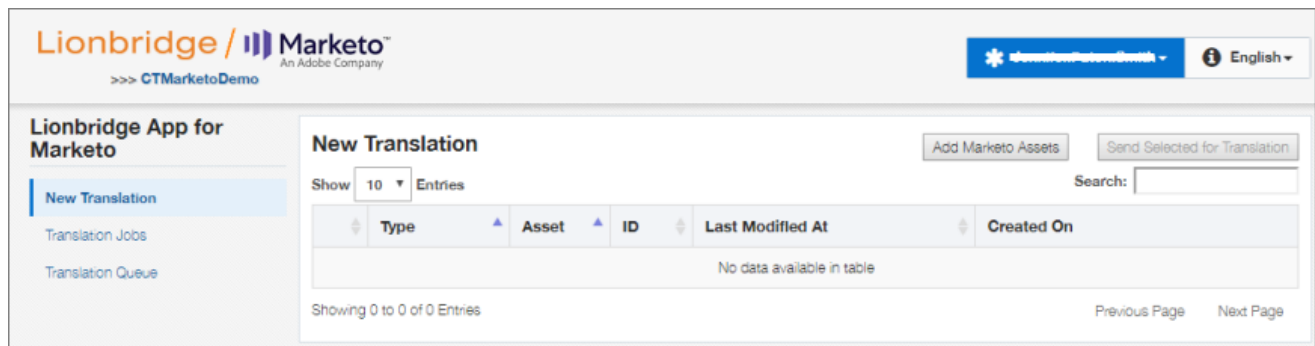 Lionbridge / Marketo™
An Adobe Company
>>> CTMarketoDemo
English
Lionbridge App for
Marketo
New Translation
Translation Jobs
Translation Queue
New Translation
Add Marketo Assets
Send Selected for Translation
Show 10 Entries
Search:
Type Asset ID Last Modified At Created On
No data available in table
Showing 0 to 0 of 0 Entries
Previous Page Next Page